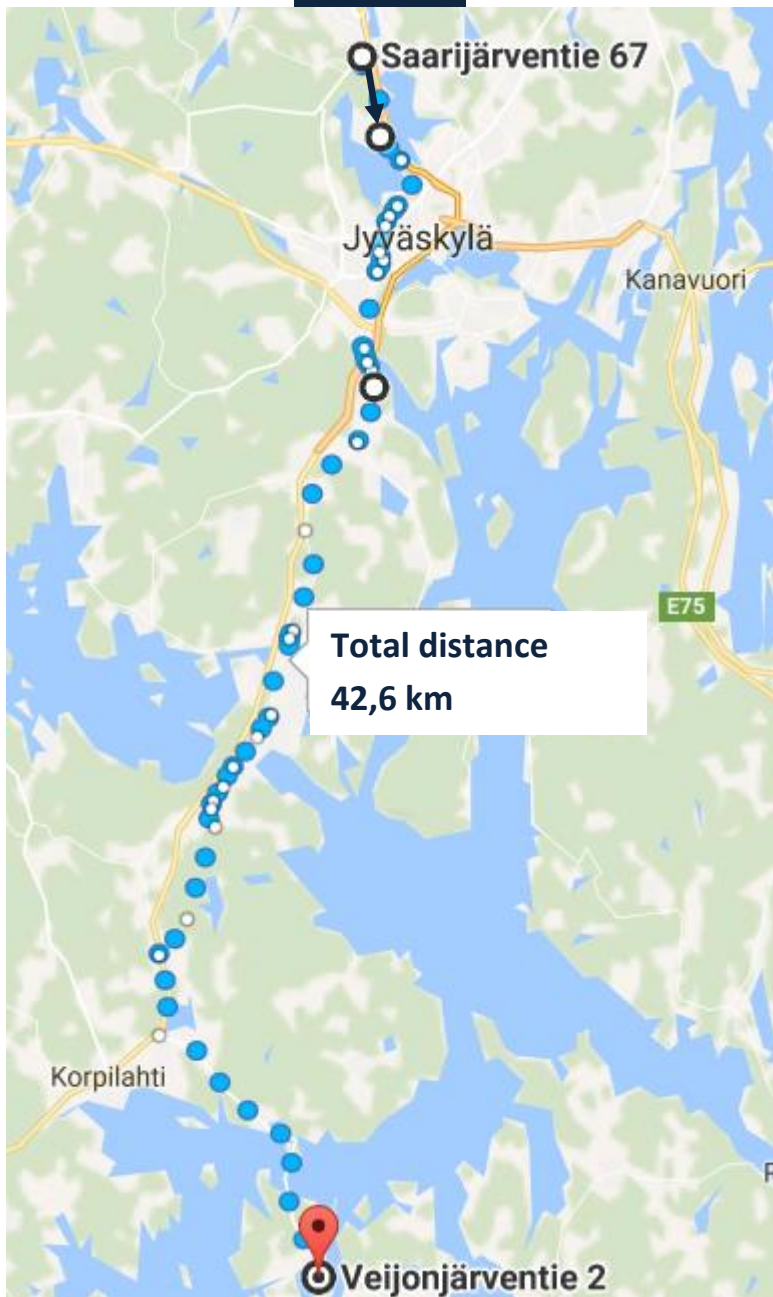 Saarijärventie 67
Jyväskylä
Kanavuori
E75
Total distance
42,6 km
Korpilahti
Veijonjärventie 2